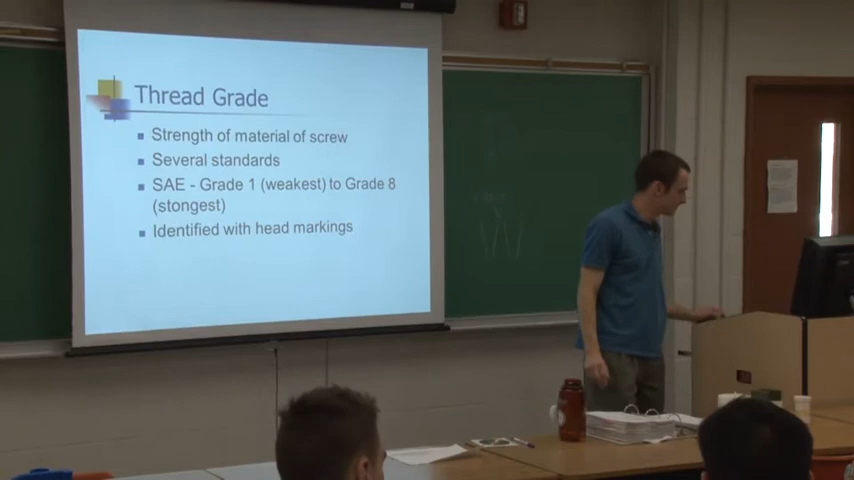 Thread Grade
Strength of material of screw
Several standards
SAE - Grade 1 (weakest) to Grade 8
(stongest)
Identified with head markings